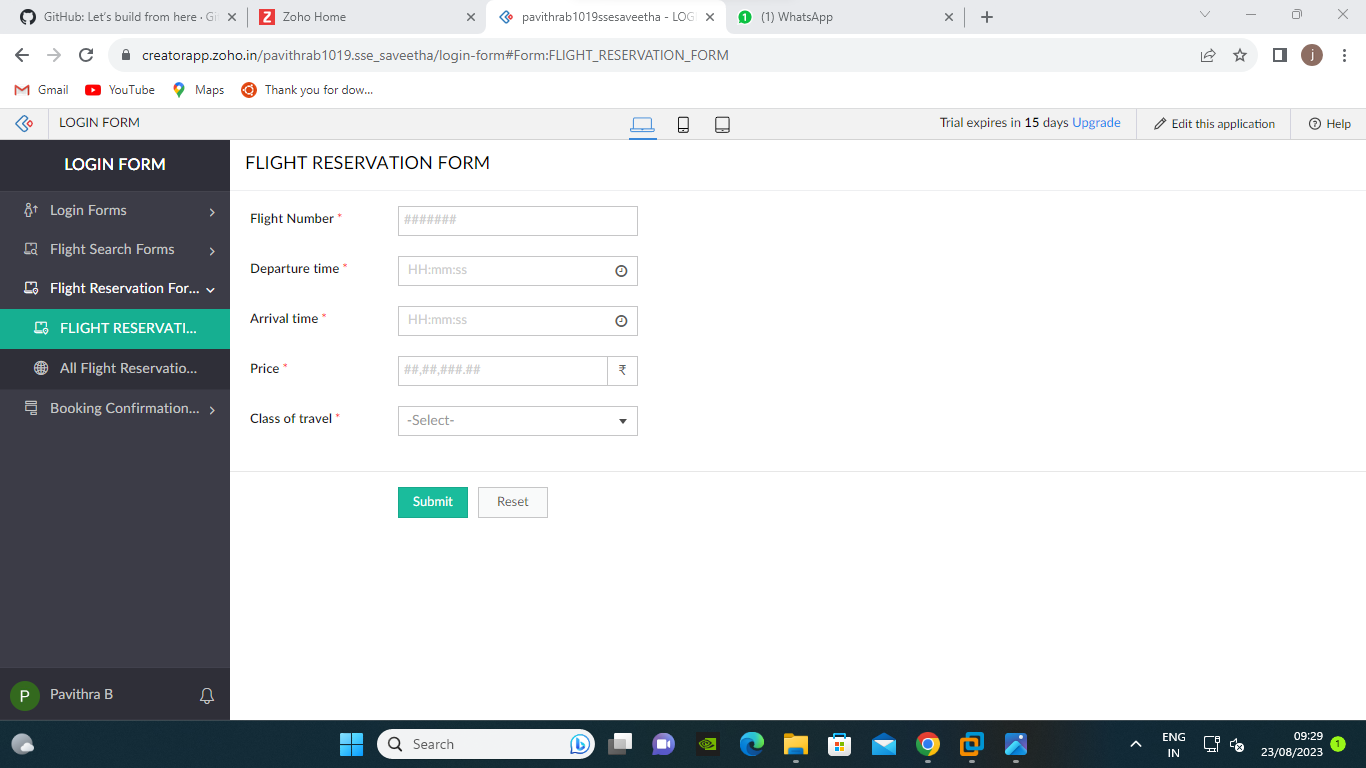 GitHub: Let's build from here · Gi
Zoho Home
pavithrab1019ssesaveetha - LOGI
1 (1) WhatsApp
creatorapp.zoho.in/pavithrab1019.sse_saveetha/login-form#Form:FLIGHT_RESERVATION_FORM
j
Gmail
YouTube
Maps
Thank you for dow...
LOGIN FORM
Trial expires in 15 days Upgrade
Edit this application
Help
LOGIN FORM
Login Forms
Flight Search Forms
Flight Reservation For...
FLIGHT RESERVATI...
All Flight Reservatio...
Booking Confirmation...
P Pavithra B
FLIGHT RESERVATION FORM
Flight Number *
#######
Departure time *
HH:mm:ss
Arrival time *
HH:mm:ss
Price *
##,##,###.## ₹
Class of travel *
-Select-
Submit
Reset
Search
ENG
IN
09:29
23/08/2023
1